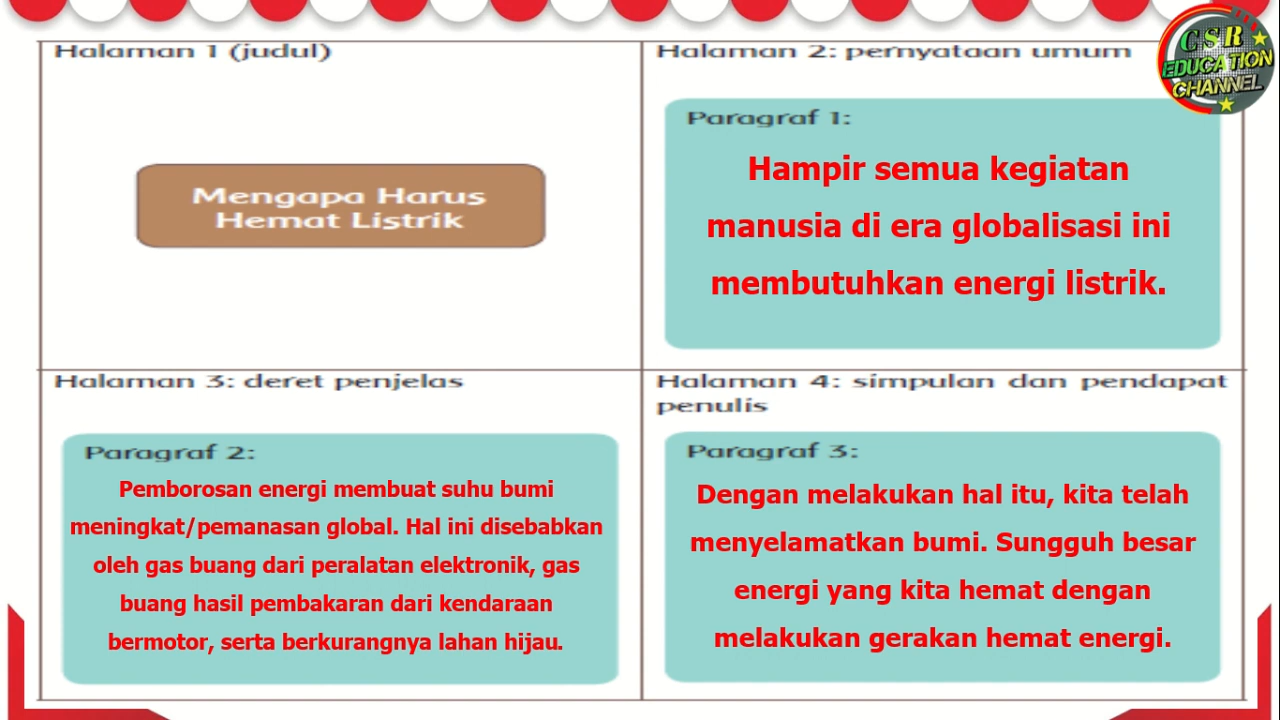 Halaman 1 (judul)
Mengapa Harus
Hemat Listrik
Halaman 2: pernyataan umum
Paragraf 1:
Hampir semua kegiatan
manusia di era globalisasi ini
membutuhkan energi listrik.
CSR
EDUCATION
CHANNEL
Halaman 3: deret penjelas
Paragraf 2:
Pemborosan energi membuat suhu bumi
meningkat/pemanasan global. Hal ini disebabkan
oleh gas buang dari peralatan elektronik, gas
buang hasil pembakaran dari kendaraan
bermotor, serta berkurangnya lahan hijau.
Halaman 4: simpulan dan pendapat
penulis
Paragraf 3:
Dengan melakukan hal itu, kita telah
menyelamatkan bumi. Sungguh besar
energi yang kita hemat dengan
melakukan gerakan hemat energi.